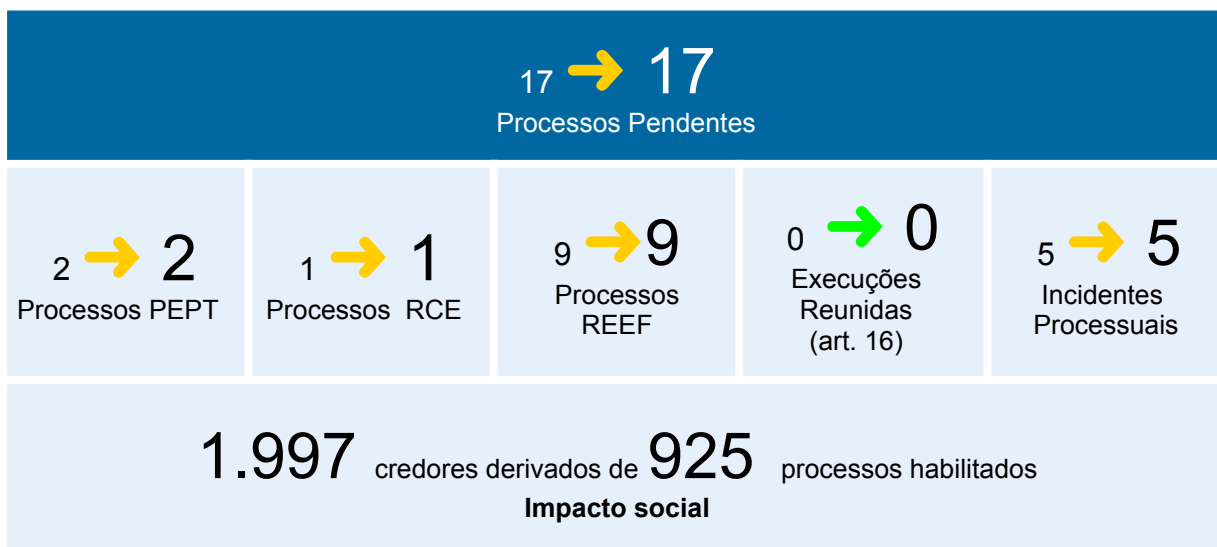 17 17
Processos Pendentes
2 2
Processos PEPT
1 1
Processos RCE
9 9
Processos
REEF
0 0
Execuções
Reunidas
(art. 16)
5 5
Incidentes
Processuais
1.997 credores derivados de 925 processos habilitados
Impacto social